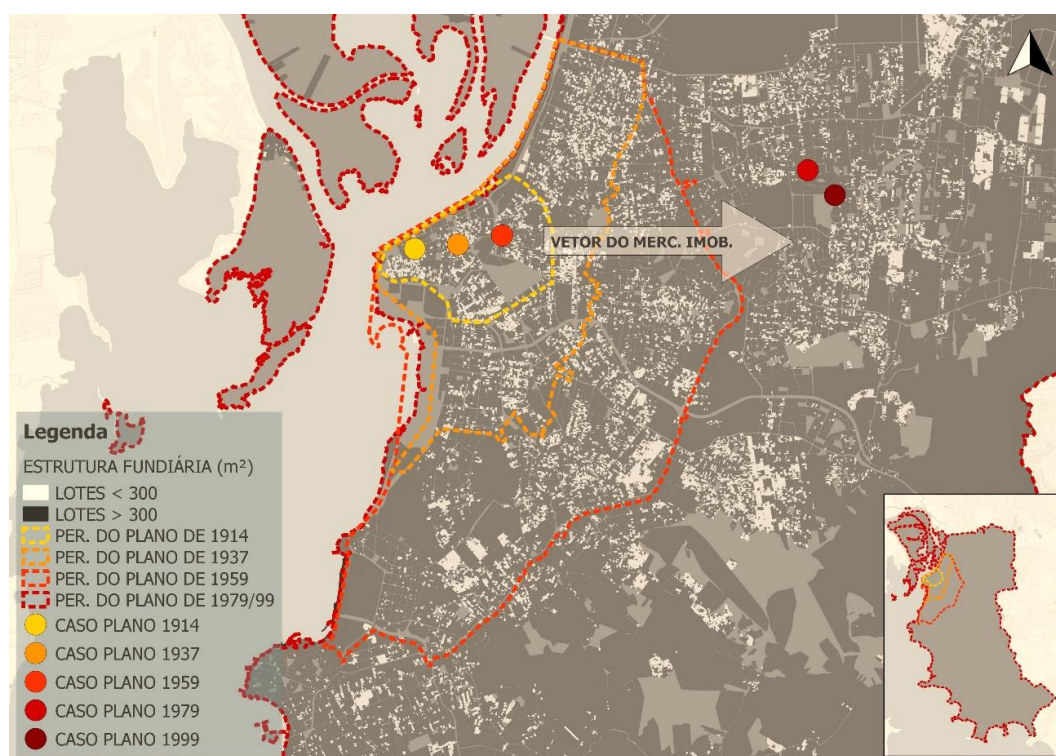 VETOR DO MERC. IMOB.
Legenda
ESTRUTURA FUNDIÁRIA (m²)
LOTES < 300
LOTES > 300
PER. DO PLANO DE 1914
PER. DO PLANO DE 1937
PER. DO PLANO DE 1959
PER. DO PLANO DE 1979/99
CASO PLANO 1914
CASO PLANO 1937
CASO PLANO 1959
CASO PLANO 1979
CASO PLANO 1999